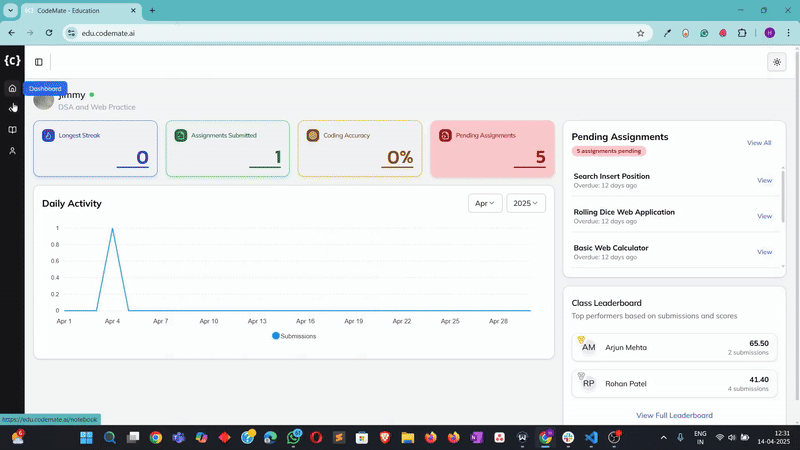 CodeMate - Education
edu.codemate.ai
H
{C}
Dashboard
Jimmy
DSA and Web Practice
Longest Streak
0
Assignments Submitted
1
Coding Accuracy
0%
Pending Assignments
5
Daily Activity
Apr
2025
1
0.8
0.6
0.4
0.2
0
Apr 1
Apr 4
Apr 7
Apr 10
Apr 13
Apr 16
Apr 19
Apr 22
Apr 25
Apr 28
Submissions
Pending Assignments
View All
5 assignments pending
Search Insert Position
Overdue: 12 days ago
View
Rolling Dice Web Application
Overdue: 12 days ago
View
Basic Web Calculator
Overdue: 12 days ago
View
Class Leaderboard
Top performers based on submissions and scores
AM
Arjun Mehta
65.50
2 submissions
RP
Rohan Patel
41.40
4 submissions
View Full Leaderboard
https://edu.codemate.ai/notebook
ENG
IN
12:31
14-04-2025